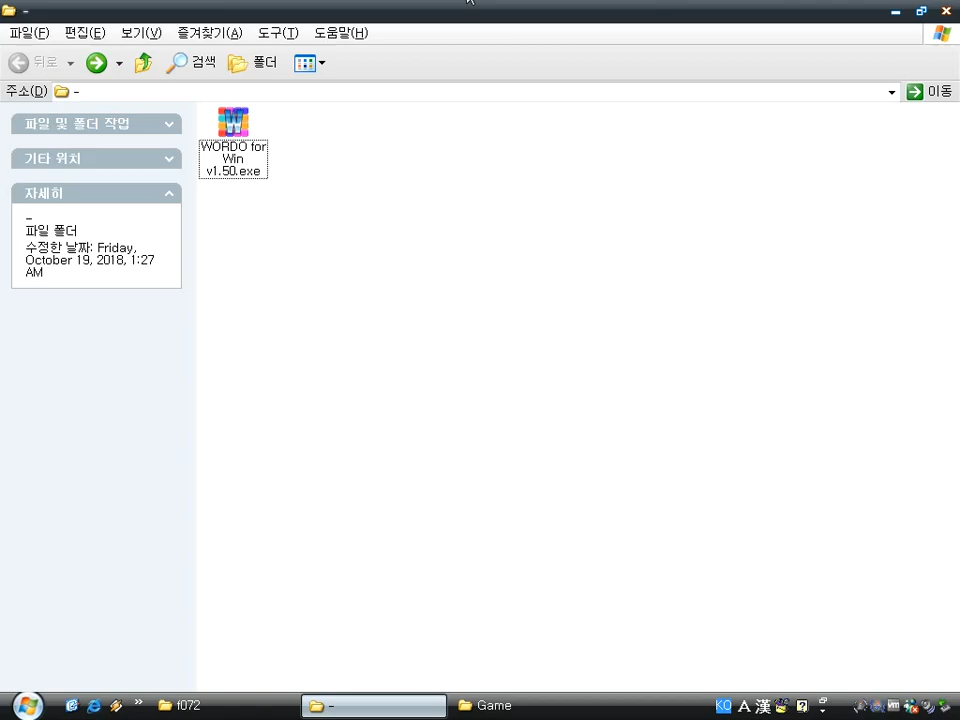 -
파일(F) 편집(E) 보기(V) 즐겨찾기(A) 도구(T) 도움말(H)
뒤로 검색 폴더
주소(D) - 이동
파일 및 폴더 작업
기타 위치
자세히
-
파일 폴더
수정한 날짜: Friday,
October 19, 2018, 1:27
AM
WORDO for
Win
v1.50.exe
f072 - Game KO A 漢